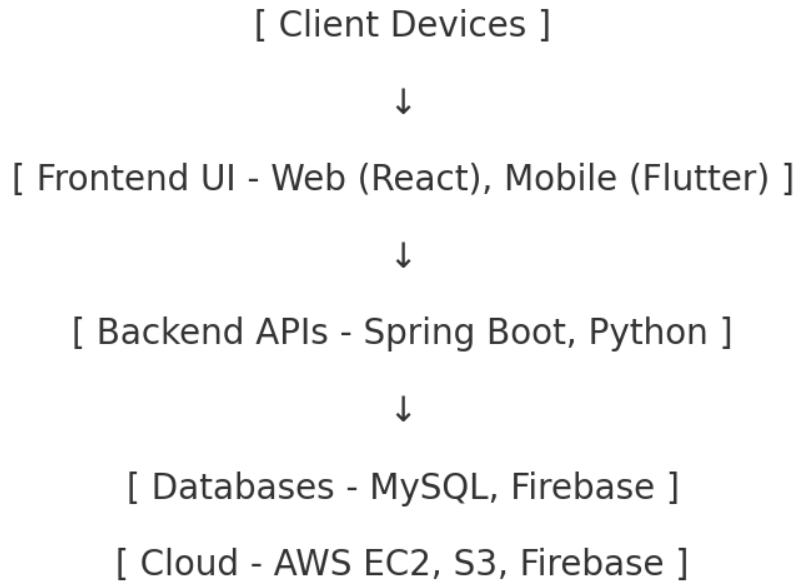 [ Client Devices ]
↓
[ Frontend UI - Web (React), Mobile (Flutter) ]
↓
[ Backend APIs - Spring Boot, Python ]
↓
[ Databases - MySQL, Firebase ]
[ Cloud - AWS EC2, S3, Firebase ]